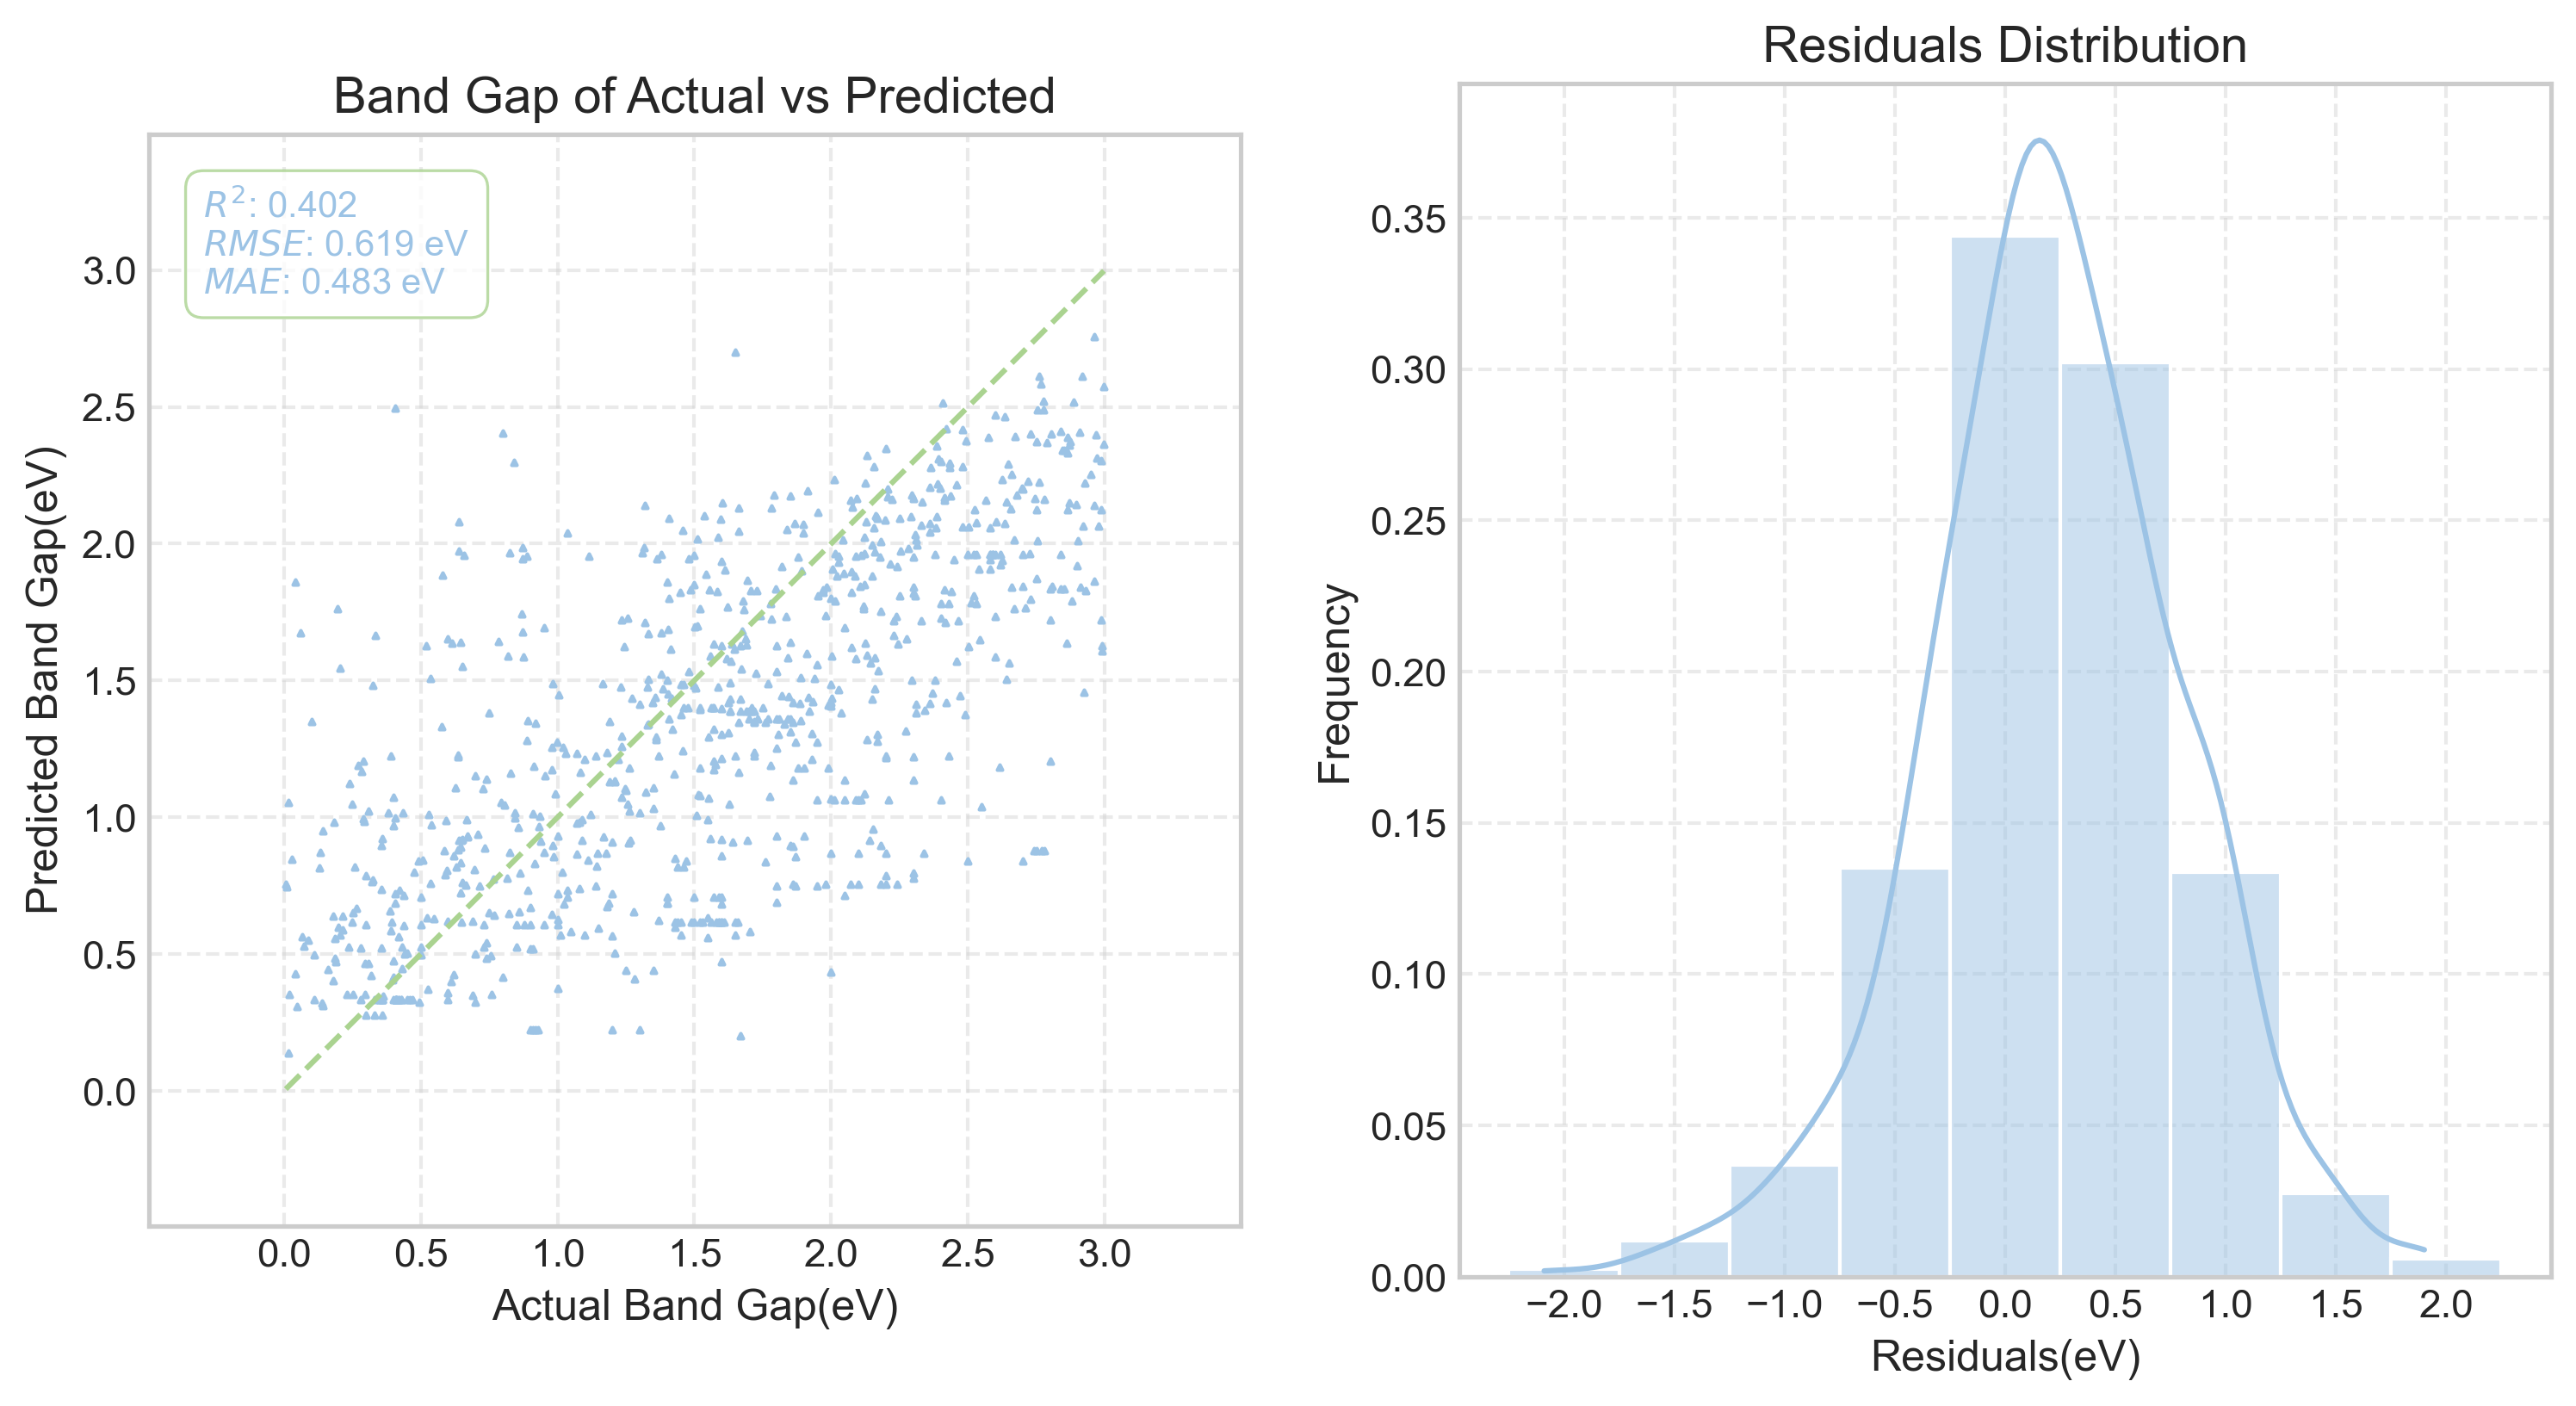 Band Gap of Actual vs Predicted
R²: 0.402
RMSE: 0.619 eV
MAE: 0.483 eV
3.0
2.5
2.0
1.5
1.0
0.5
0.0
Predicted Band Gap(eV)
0.0 0.5 1.0 1.5 2.0 2.5 3.0
Actual Band Gap(eV)
Residuals Distribution
0.35
0.30
0.25
0.20
0.15
0.10
0.05
0.00
Frequency
−2.0 −1.5 −1.0 −0.5 0.0 0.5 1.0 1.5 2.0
Residuals(eV)